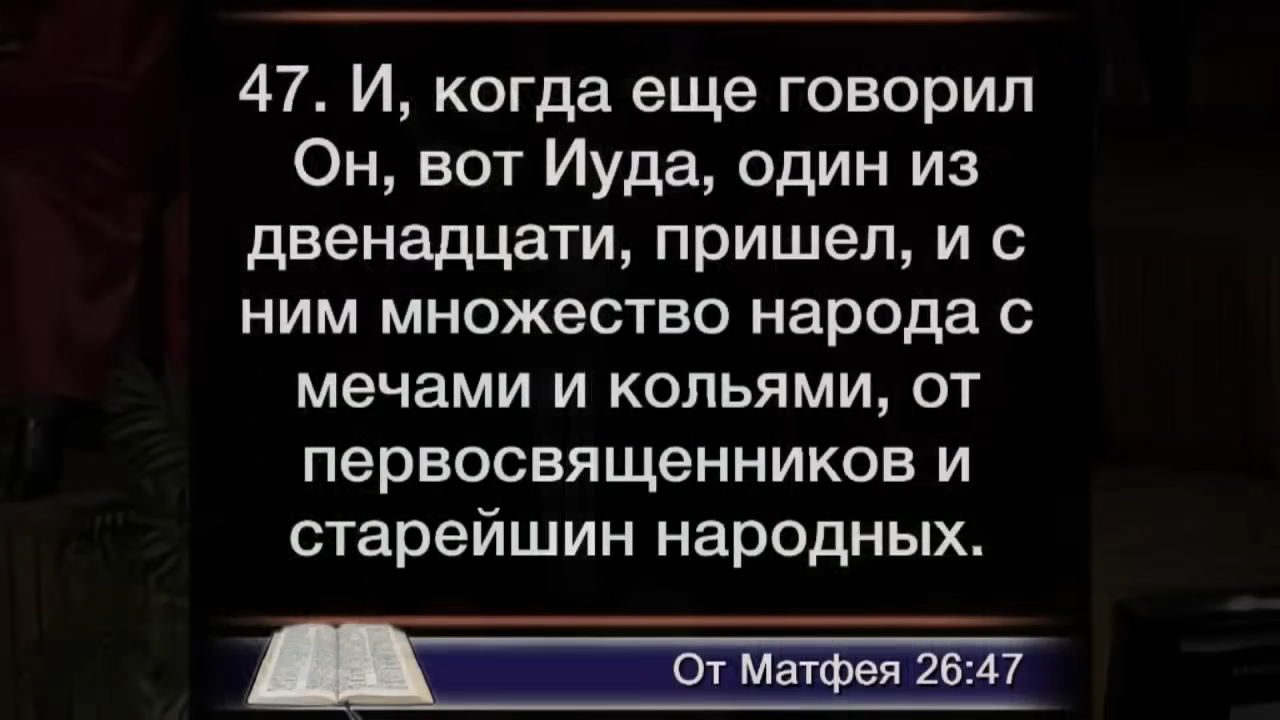 47. И, когда еще говорил
Он, вот Иуда, один из
двенадцати, пришел, и с
ним множество народа с
мечами и кольями, от
первосвященников и
старейшин народных.
От Матфея 26:47